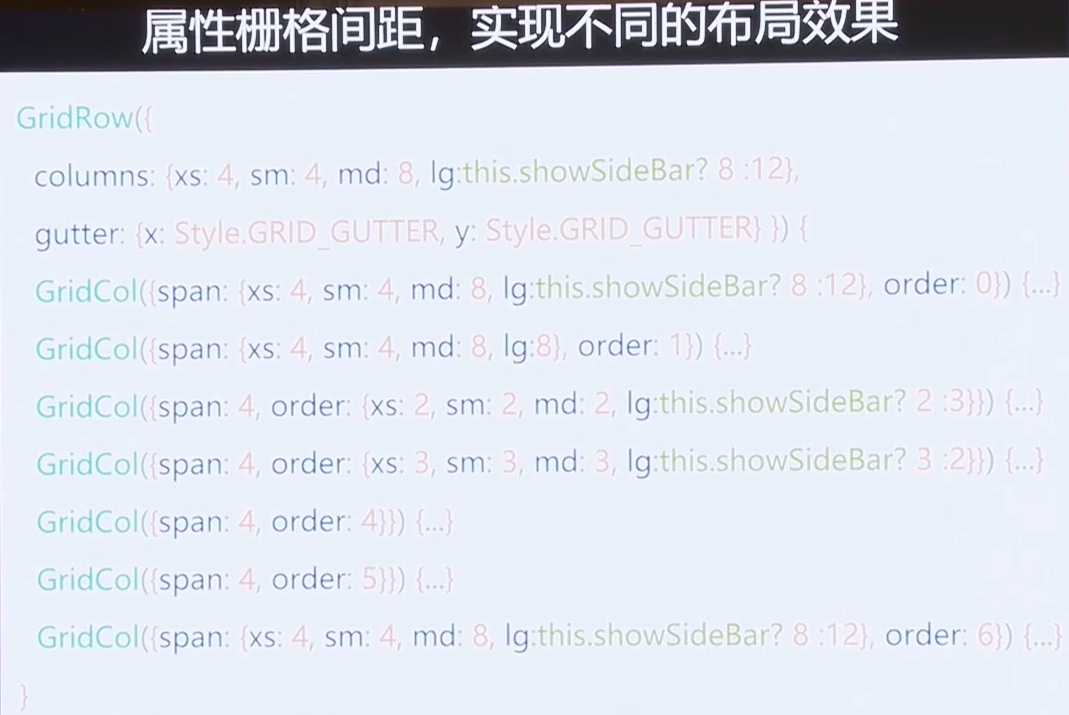 属性栅格间距，实现不同的布局效果
GridRow({
columns: {xs: 4, sm: 4, md: 8, lg:this.showSideBar? 8 :12},
gutter: {x: Style.GRID_GUTTER, y: Style.GRID_GUTTER} }) {
GridCol({span: {xs: 4, sm: 4, md: 8, lg:this.showSideBar? 8 :12}, order: 0}) {...}
GridCol({span: {xs: 4, sm: 4, md: 8, lg:8}, order: 1}) {...}
GridCol({span: 4, order: {xs: 2, sm: 2, md: 2, lg:this.showSideBar? 2 :3}}) {...}
GridCol({span: 4, order: {xs: 3, sm: 3, md: 3, lg:this.showSideBar? 3 :2}}) {...}
GridCol({span: 4, order: 4}}) {...}
GridCol({span: 4, order: 5}}) {...}
GridCol({span: {xs: 4, sm: 4, md: 8, lg:this.showSideBar? 8 :12}, order: 6}) {...}
}